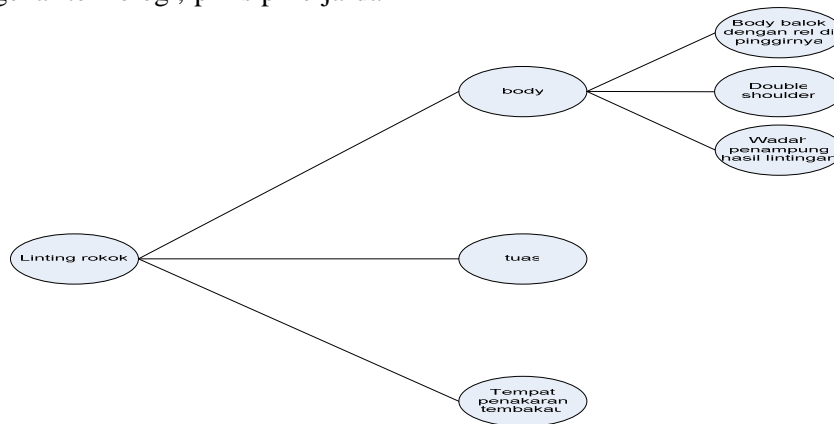 Body balok
dengan rel di
pinggirnya
body
Double
shoulder
Wadah
penampung
hasil lintingan
Linting rokok
tuas
Tempat
penakaran
tembakau